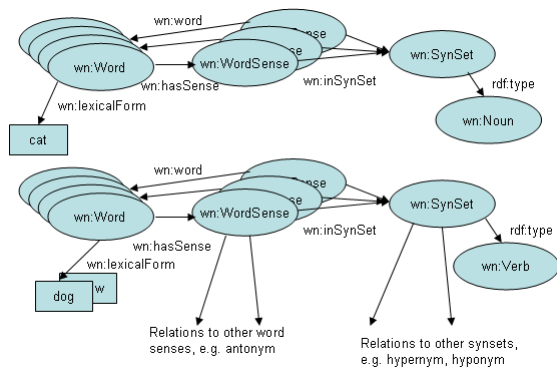 wn:word
wn:Word
wn:hasSense
wn:WordSense
wn:inSynSet
wn:SynSet
rdf:type
wn:Noun
wn:lexicalForm
cat
wn:word
wn:Word
wn:hasSense
wn:WordSense
wn:inSynSet
wn:SynSet
rdf:type
wn:Verb
wn:lexicalForm
dog
w
Relations to other word
senses, e.g. antonym
Relations to other synsets,
e.g. hypernym, hyponym